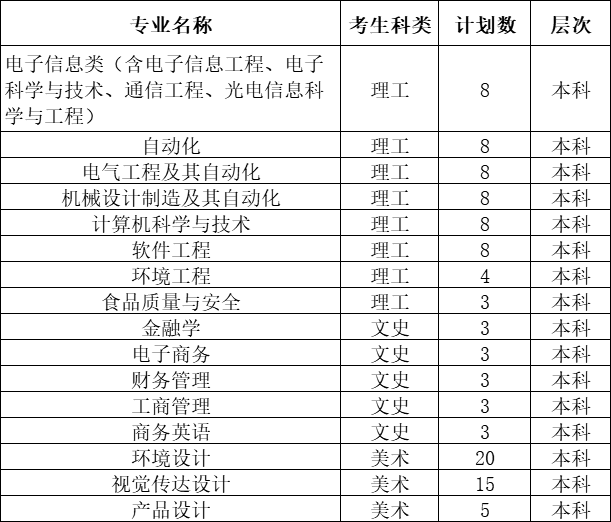 专业名称 考生科类 计划数 层次
电子信息类（含电子信息工程、电子
科学与技术、通信工程、光电信息科
学与工程） 理工 8 本科
自动化 理工 8 本科
电气工程及其自动化 理工 8 本科
机械设计制造及其自动化 理工 8 本科
计算机科学与技术 理工 8 本科
软件工程 理工 8 本科
环境工程 理工 4 本科
食品质量与安全 理工 3 本科
金融学 文史 3 本科
电子商务 文史 3 本科
财务管理 文史 3 本科
工商管理 文史 3 本科
商务英语 文史 3 本科
环境设计 美术 20 本科
视觉传达设计 美术 15 本科
产品设计 美术 5 本科